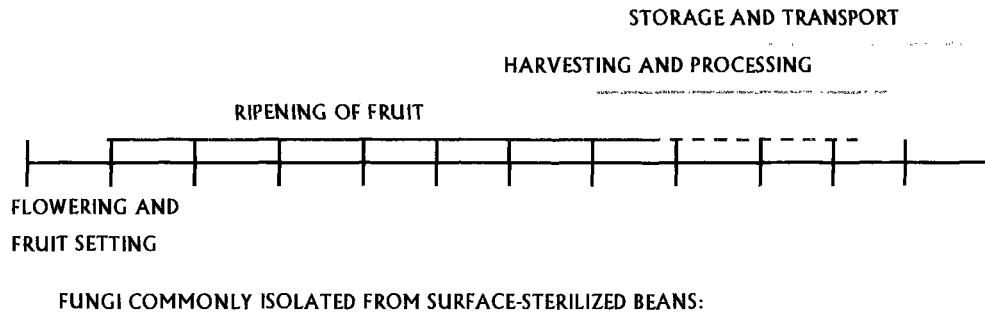 STORAGE AND TRANSPORT
HARVESTING AND PROCESSING
RIPENING OF FRUIT
FLOWERING AND
FRUIT SETTING
FUNGI COMMONLY ISOLATED FROM SURFACE-STERILIZED BEANS: